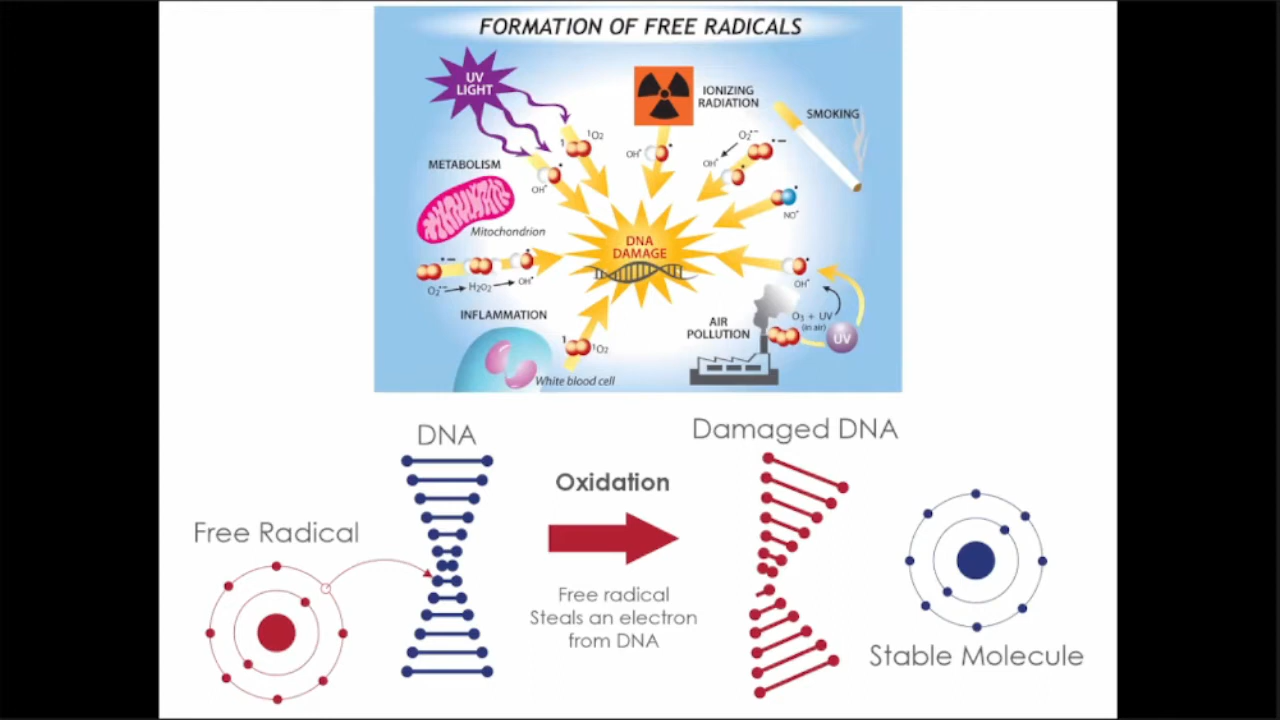 FORMATION OF FREE RADICALS
UV
LIGHT
IONIZING
RADIATION
SMOKING
¹O₂
1
OH•
OH•
O₂•−
OH•
METABOLISM
Mitochondrion
NO•
DNA
DAMAGE
O₂•− H₂O₂ OH•
OH•
INFLAMMATION
¹O₂
1
White blood cell
AIR
POLLUTION
O₃ + UV
(in air)
UV
DNA
Damaged DNA
Oxidation
Free Radical
Free radical
Steals an electron
from DNA
Stable Molecule